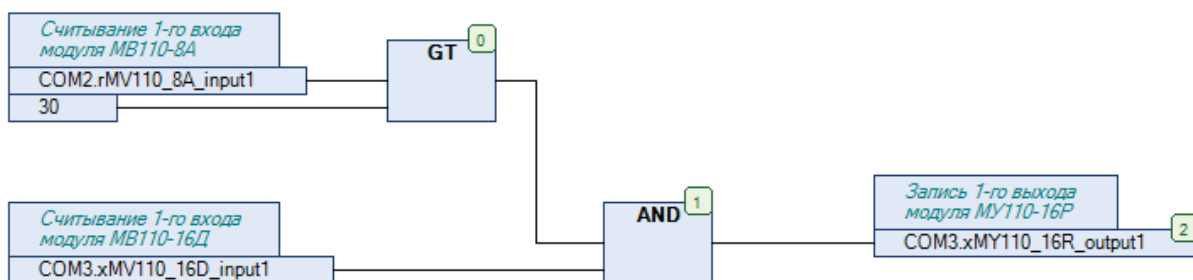 Считывание 1-го входа
модуля МВ110-8А
COM2.rMV110_8A_input1
30
GT
0
Считывание 1-го входа
модуля МВ110-16Д
COM3.xMV110_16D_input1
AND
1
Запись 1-го выхода
модуля МУ110-16Р
COM3.xMY110_16R_output1
2